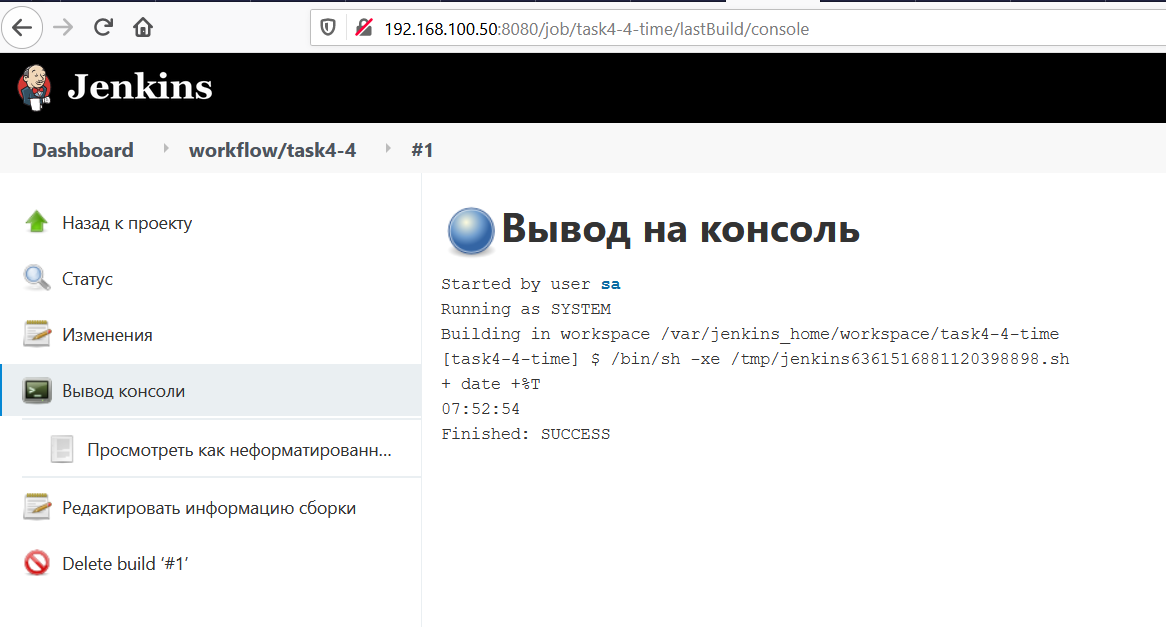 192.168.100.50:8080/job/task4-4-time/lastBuild/console
Jenkins
Dashboard workflow/task4-4 #1
Назад к проекту
Статус
Изменения
Вывод консоли
Просмотреть как неформатированн...
Редактировать информацию сборки
Delete build ‘#1’
Вывод на консоль
Started by user sa
Running as SYSTEM
Building in workspace /var/jenkins_home/workspace/task4-4-time
[task4-4-time] $ /bin/sh -xe /tmp/jenkins6361516881120398898.sh
+ date +%T
07:52:54
Finished: SUCCESS